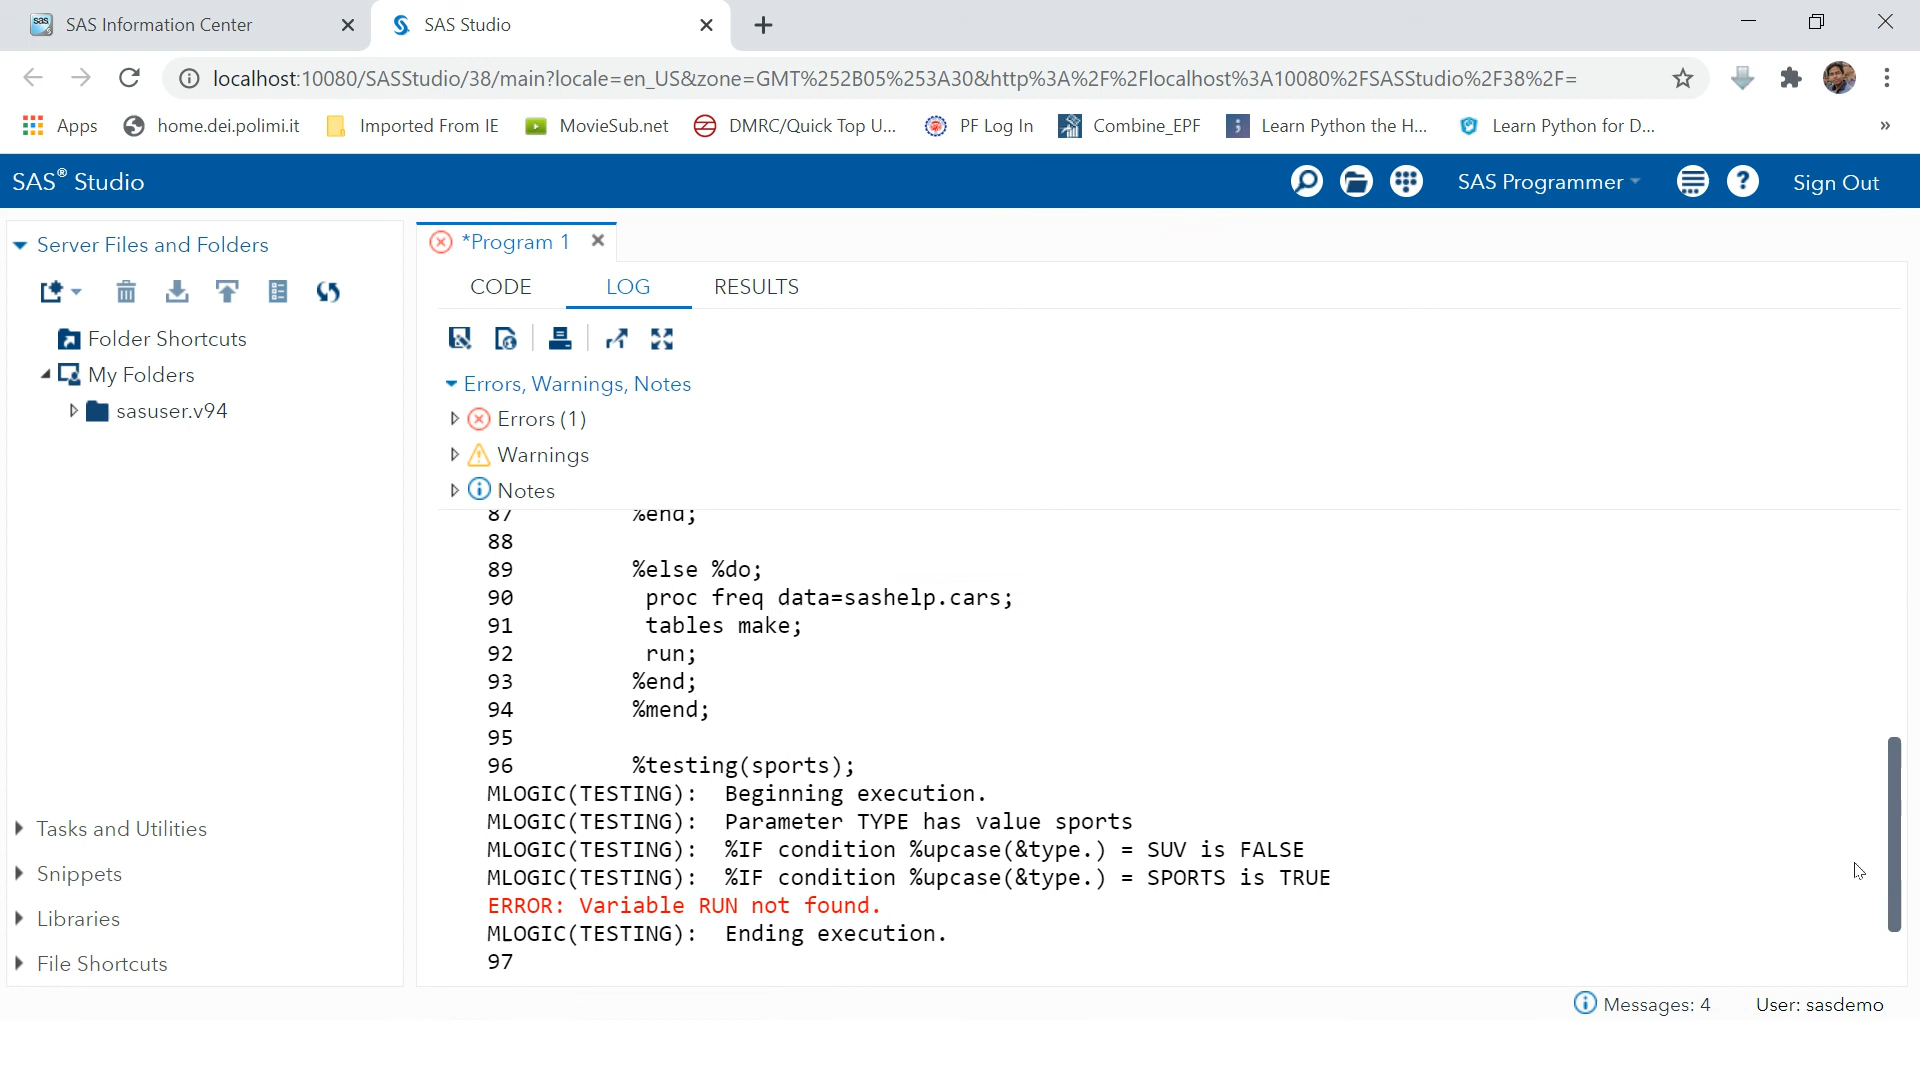 SAS Information Center
SAS Studio
localhost:10080/SASStudio/38/main?locale=en_US&zone=GMT%252B05%253A30&http%3A%2F%2Flocalhost%3A10080%2FSASStudio%2F38%2F=
Apps home.dei.polimi.it Imported From IE MovieSub.net DMRC/Quick Top U... PF Log In Combine_EPF Learn Python the H... Learn Python for D... »
SAS® Studio SAS Programmer Sign Out
Server Files and Folders
Folder Shortcuts
My Folders
sasuser.v94
Tasks and Utilities
Snippets
Libraries
File Shortcuts
*Program 1
CODE LOG RESULTS
Errors, Warnings, Notes
Errors (1)
Warnings
Notes
87 %end;
88
89 %else %do;
90 proc freq data=sashelp.cars;
91 tables make;
92 run;
93 %end;
94 %mend;
95
96 %testing(sports);
MLOGIC(TESTING): Beginning execution.
MLOGIC(TESTING): Parameter TYPE has value sports
MLOGIC(TESTING): %IF condition %upcase(&type.) = SUV is FALSE
MLOGIC(TESTING): %IF condition %upcase(&type.) = SPORTS is TRUE
ERROR: Variable RUN not found.
MLOGIC(TESTING): Ending execution.
97
Messages: 4 User: sasdemo